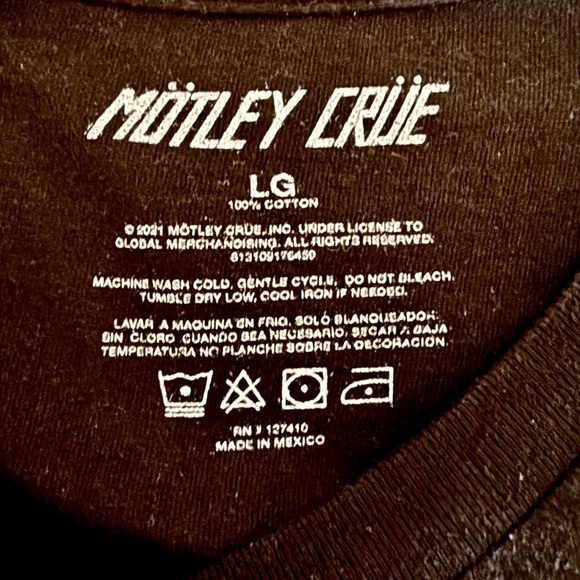 MÖTLEY CRÜE
LG
100% COTTON
© 2021 MÖTLEY CRÜE, INC. UNDER LICENSE TO
GLOBAL MERCHANDISING. ALL RIGHTS RESERVED.
MACHINE WASH COLD, GENTLE CYCLE, DO NOT BLEACH.
TUMBLE DRY LOW, COOL IRON IF NEEDED.
LAVAR A MAQUINA EN FRIO. SOLO BLANQUEADOR
SIN CLORO CUANDO SEA NECESARIO. SECAR A BAJA
TEMPERATURA NO PLANCHE SOBRE LA DECORACIÓN.
RN # 127410
MADE IN MEXICO